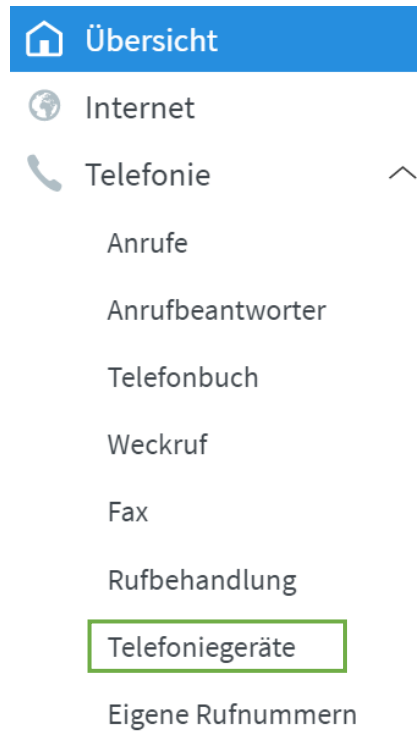 Übersicht
Internet
Telefonie
Anrufe
Anrufbeantworter
Telefonbuch
Weckruf
Fax
Rufbehandlung
Telefoniegeräte
Eigene Rufnummern